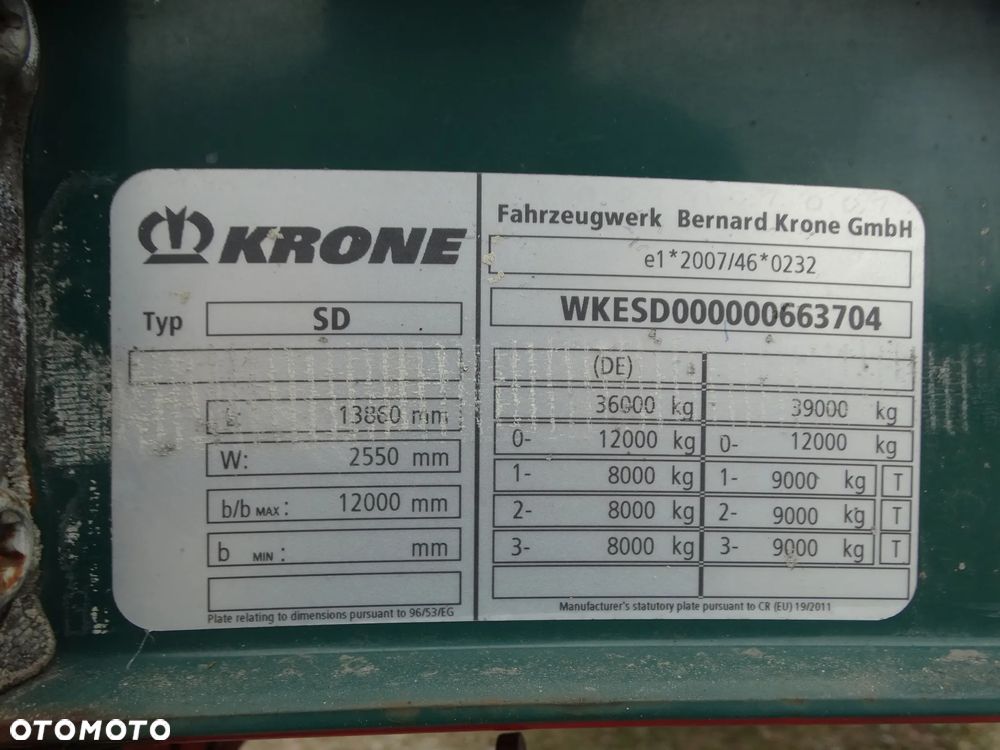 KRONE
Typ SD
13860 mm
W: 2550 mm
b/b MAX: 12000 mm
b MIN: mm
Plate relating to dimensions pursuant to 96/53/EG
Fahrzeugwerk Bernard Krone GmbH
e1*2007/46*0232
WKESD000000663704
(DE)
36000 kg 39000 kg
0- 12000 kg 0- 12000 kg
1- 8000 kg 1- 9000 kg T
2- 8000 kg 2- 9000 kg T
3- 8000 kg 3- 9000 kg T
Manufacturer's statutory plate pursuant to CR (EU) 19/2011
OTOMOTO